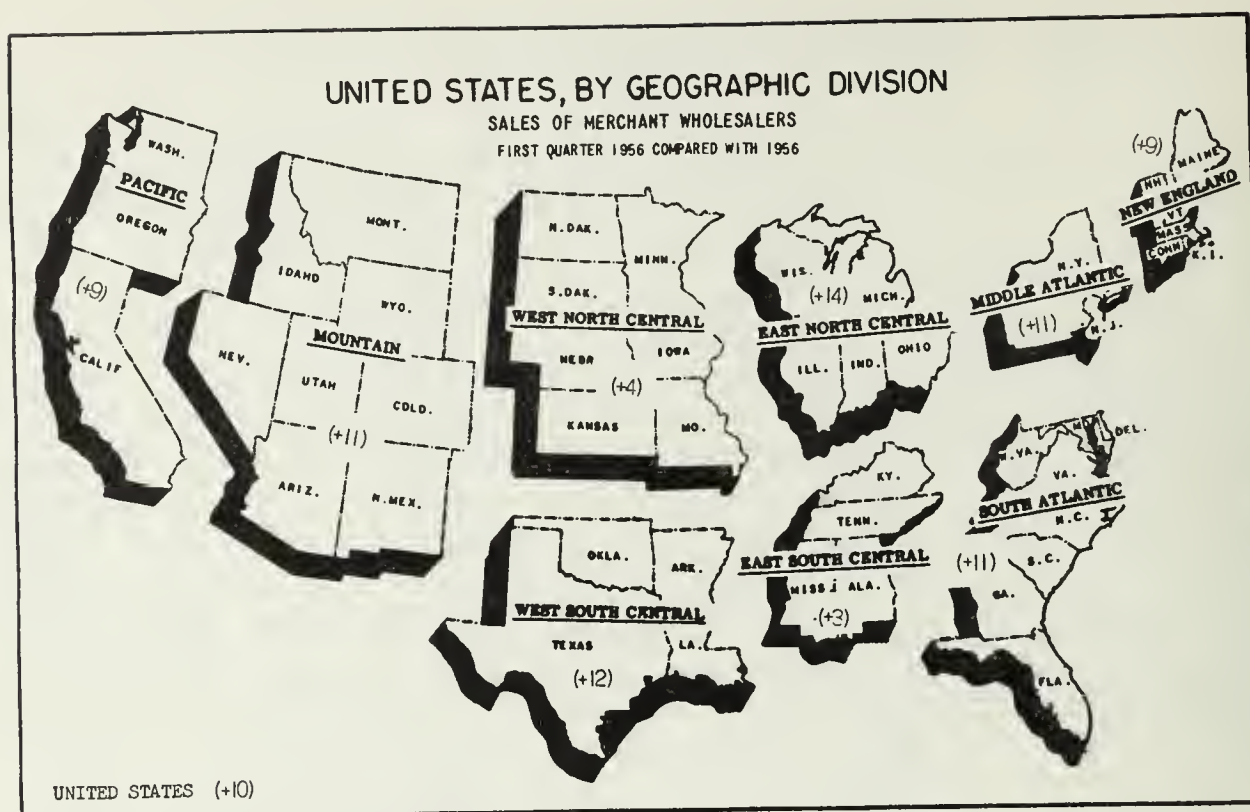 UNITED STATES, BY GEOGRAPHIC DIVISION
SALES OF MERCHANT WHOLESALERS
FIRST QUARTER 1956 COMPARED WITH 1956
WASH.
PACIFIC
OREGON
(+9)
CALIF
MONT.
IDAHO
WYO.
MOUNTAIN
NEV.
UTAH
COLO.
(+11)
ARIZ.
N.MEX.
N.DAK.
MINN.
S.DAK.
WEST NORTH CENTRAL
NEBR
IOWA
(+4)
KANSAS
MO.
WIS.
(+14)
MICH.
EAST NORTH CENTRAL
ILL.
IND.
OHIO
N.Y.
MIDDLE ATLANTIC
(+11)
N.J.
(+9)
MAINE
NH
NEW ENGLAND
VT
MASS
CONN
R.I.
OKLA.
ARK.
WEST SOUTH CENTRAL
TEXAS
LA.
(+12)
KY.
TENN.
EAST SOUTH CENTRAL
MISS. ALA.
(+3)
MD
DEL.
W.VA.
VA.
SOUTH ATLANTIC
N.C.
(+11)
S.C.
GA.
FLA.
UNITED STATES (+10)